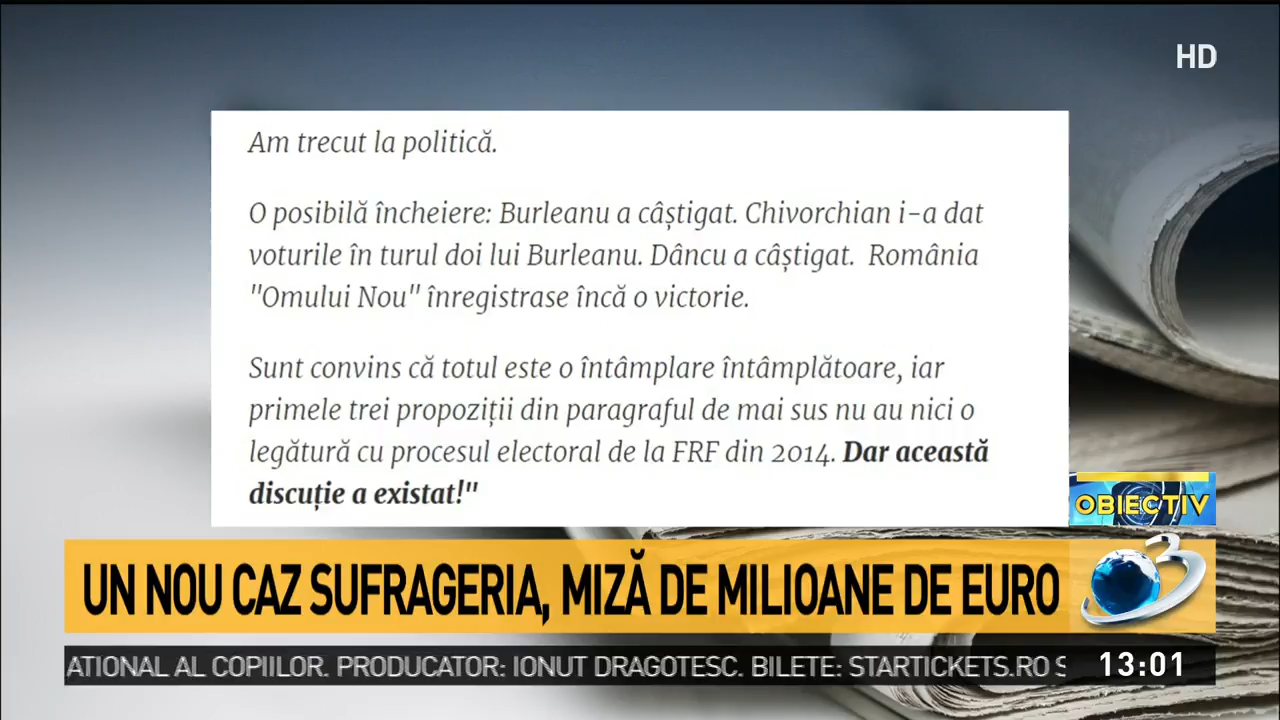 HD
Am trecut la politică.
O posibilă încheiere: Burleanu a câștigat. Chivorchian i-a dat
voturile în turul doi lui Burleanu. Dâncu a câștigat.  România
"Omului Nou" înregistrase încă o victorie.
Sunt convins că totul este o întâmplare întâmplătoare, iar
primele trei propoziții din paragraful de mai sus nu au nici o
legătură cu procesul electoral de la FRF din 2014. Dar această
discuție a existat!"
OBIECTIV
UN NOU CAZ SUFRAGERIA, MIZĂ DE MILIOANE DE EURO
3
ATIONAL AL COPIILOR. PRODUCATOR: IONUT DRAGOTESC. BILETE: STARTICKETS.RO S
13:01